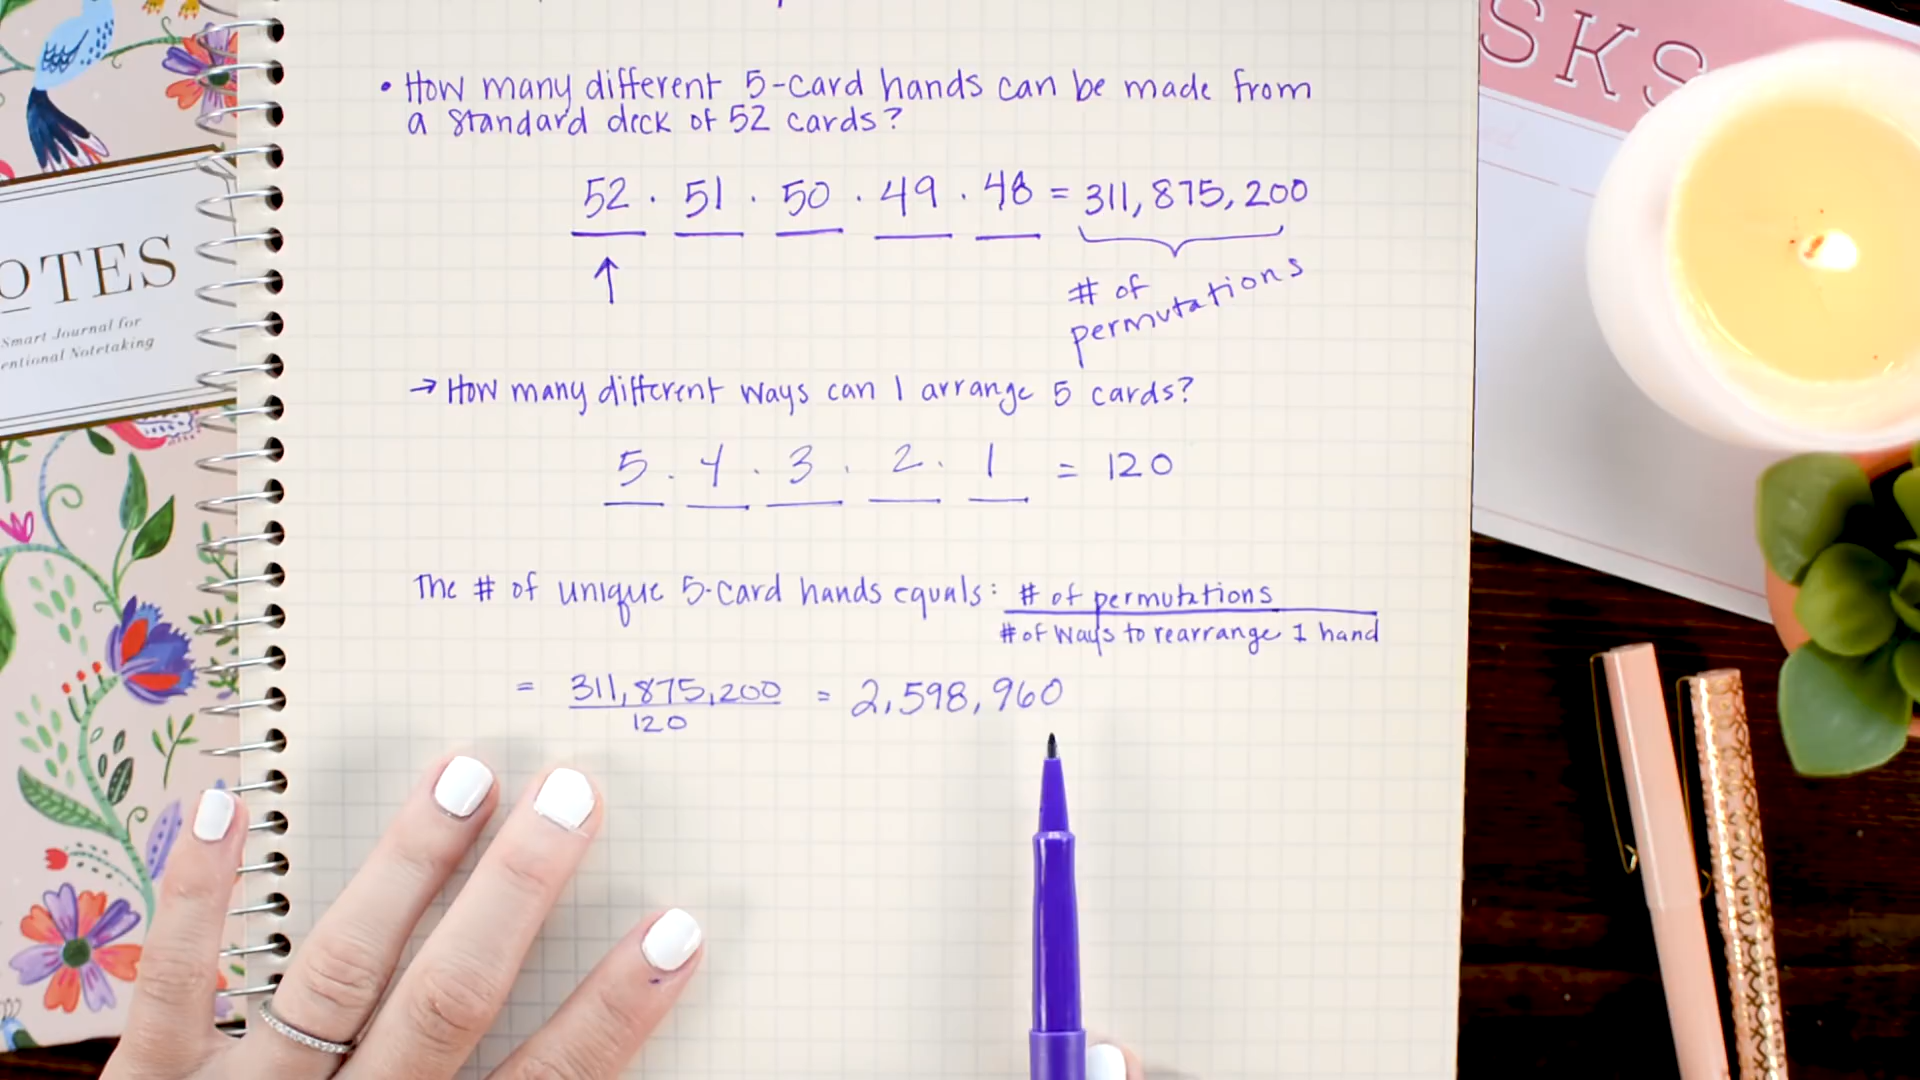 • How many different 5-card hands can be made from
a standard deck of 52 cards?
52 · 51 · 50 · 49 · 48 = 311,875,200
# of
permutations
→ How many different ways can I arrange 5 cards?
5 · 4 · 3 · 2 · 1 = 120
The # of unique 5-card hands equals: # of permutations
# of ways to rearrange 1 hand
= 311,875,200 = 2,598,960
120
OTES
Smart Journal for
entional Notetaking
SKS